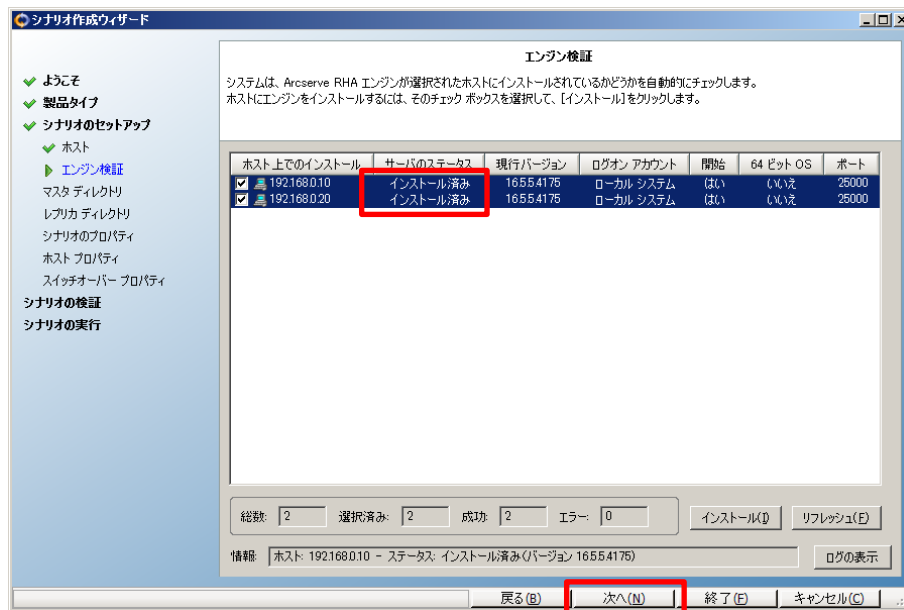 シナリオ作成ウィザード
ようこそ
製品タイプ
シナリオのセットアップ
ホスト
エンジン検証
マスタ ディレクトリ
レプリカ ディレクトリ
シナリオのプロパティ
ホスト プロパティ
スイッチオーバー プロパティ
シナリオの検証
シナリオの実行
エンジン検証
システムは、Arcserve RHA エンジンが選択されたホストにインストールされているかどうかを自動的にチェックします。
ホストにエンジンをインストールするには、そのチェック ボックスを選択して、[インストール]をクリックします。
ホスト上でのインストール サーバのステータス 現行バージョン ログオン アカウント 開始 64 ビット OS ポート
192.168.0.10 インストール済み 16.5.5.4175 ローカル システム はい いいえ 25000
192.168.0.20 インストール済み 16.5.5.4175 ローカル システム はい いいえ 25000
総数: 2 選択済み: 2 成功: 2 エラー: 0 インストール(I) リフレッシュ(F)
情報: ホスト: 192.168.0.10 - ステータス: インストール済み(バージョン 16.5.5.4175) ログの表示
戻る(B) 次へ(N) 終了(F) キャンセル(C)